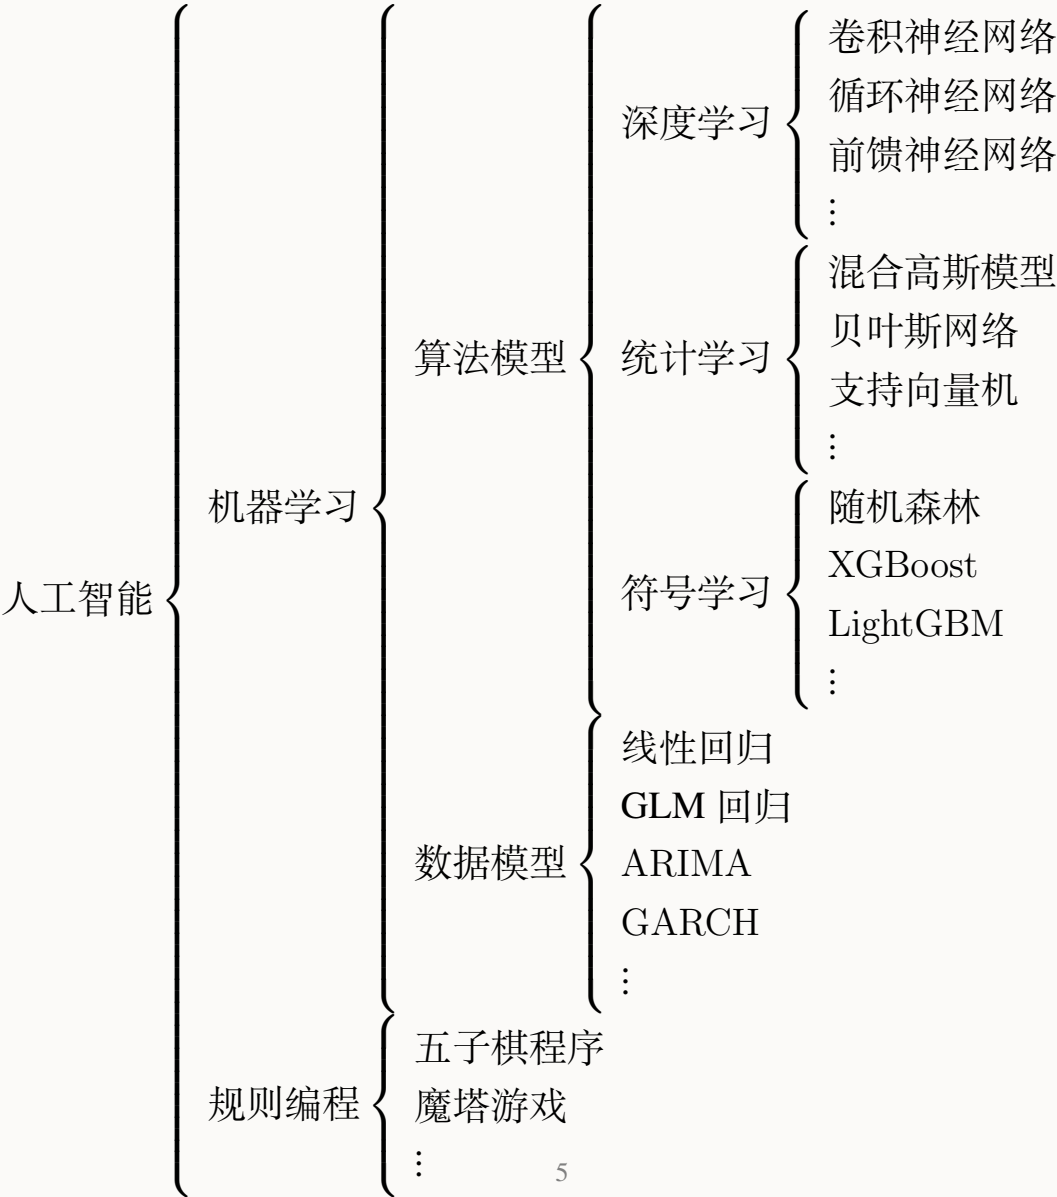 人工智能
机器学习
算法模型
深度学习
卷积神经网络
循环神经网络
前馈神经网络
⋮
统计学习
混合高斯模型
贝叶斯网络
支持向量机
⋮
符号学习
随机森林
XGBoost
LightGBM
⋮
数据模型
线性回归
GLM 回归
ARIMA
GARCH
⋮
规则编程
五子棋程序
魔塔游戏
⋮
5